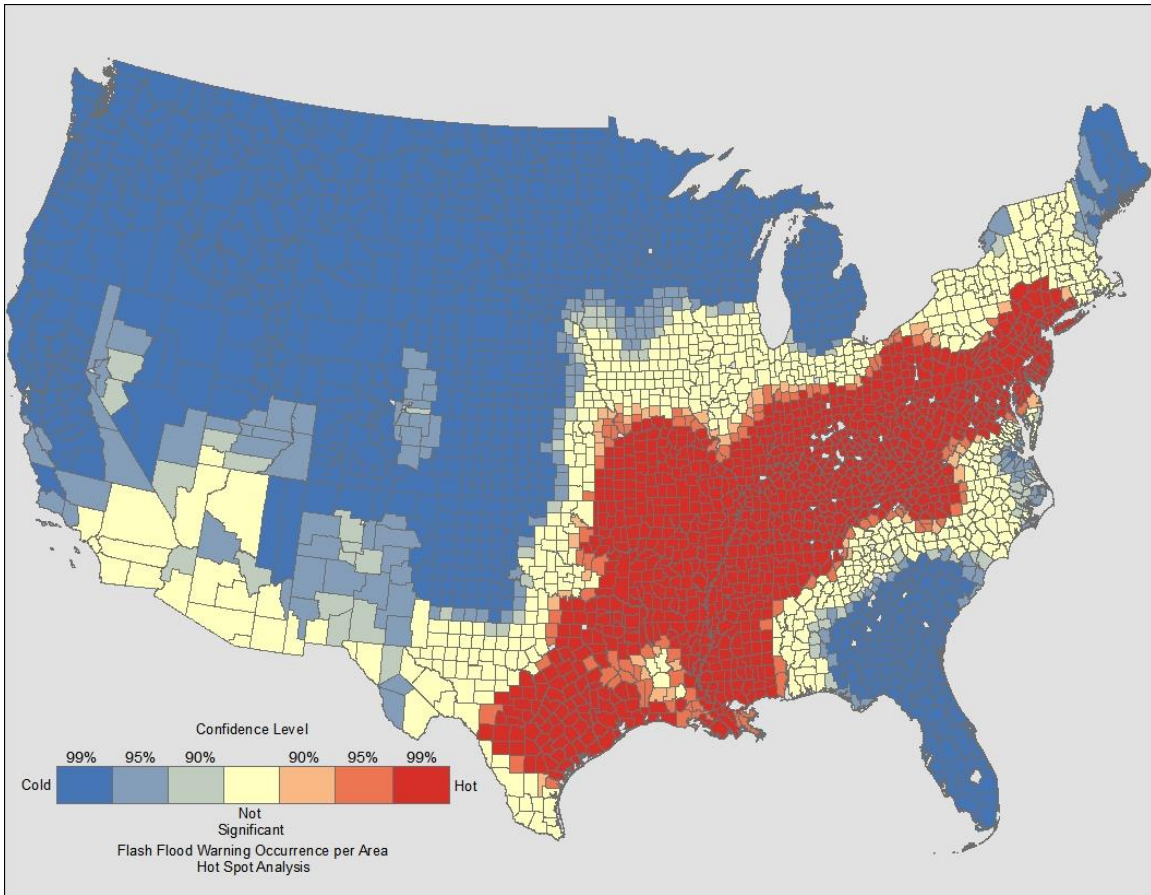 Confidence Level
99% 95% 90% 90% 95% 99%
Cold Hot
Not
Significant
Flash Flood Warning Occurrence per Area
Hot Spot Analysis